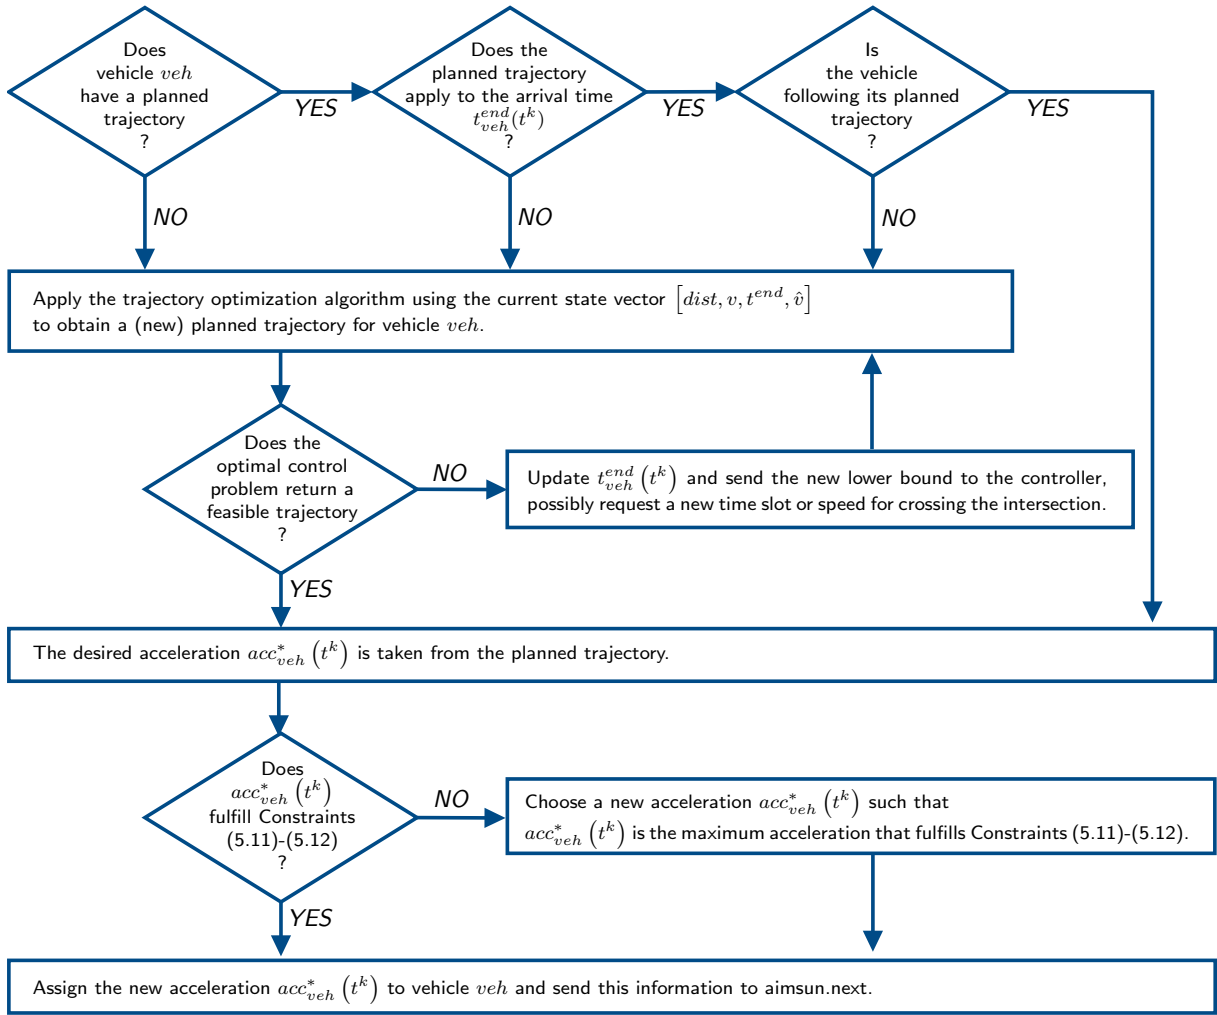 Does
vehicle veh
have a planned
trajectory
?
YES
Does the
planned trajectory
apply to the arrival time
t^{end}_{veh}(t^k)
?
YES
Is
the vehicle
following its planned
trajectory
?
YES
NO
NO
NO
Apply the trajectory optimization algorithm using the current state vector [dist, v, t^{end}, v̂]
to obtain a (new) planned trajectory for vehicle veh.
Does the
optimal control
problem return a
feasible trajectory
?
NO
Update t^{end}_{veh} (t^k) and send the new lower bound to the controller,
possibly request a new time slot or speed for crossing the intersection.
YES
The desired acceleration acc^*_{veh} (t^k) is taken from the planned trajectory.
Does
acc^*_{veh} (t^k)
fulfill Constraints
(5.11)-(5.12)
?
NO
Choose a new acceleration acc^*_{veh} (t^k) such that
acc^*_{veh} (t^k) is the maximum acceleration that fulfills Constraints (5.11)-(5.12).
YES
Assign the new acceleration acc^*_{veh} (t^k) to vehicle veh and send this information to aimsun.next.